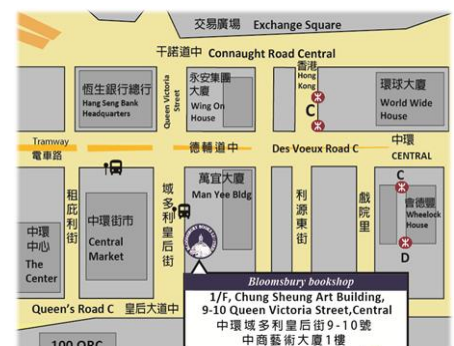 交易廣場 Exchange Square
干諾道中 Connaught Road Central
恆生銀行總行
Hang Seng Bank
Headquarters
Queen Victoria
Street
永安集團
大廈
Wing On
House
香港
Hong
Kong
C
環球大廈
World Wide
House
Tramway
電車路
德輔道中
Des Voeux Road C
中環
CENTRAL
租庇利街
中環街市
Central
Market
域多利皇后街
萬宜大廈
Man Yee Bldg
利源東街
戲院里
C
會德豐
Wheelock
House
D
中環
中心
The
Center
Queen's Road C 皇后大道中
Bloomsbury bookshop
1/F, Chung Sheung Art Building,
9-10 Queen Victoria Street,Central
中環域多利皇后街9-10號
中商藝術大廈1樓
100 QRC